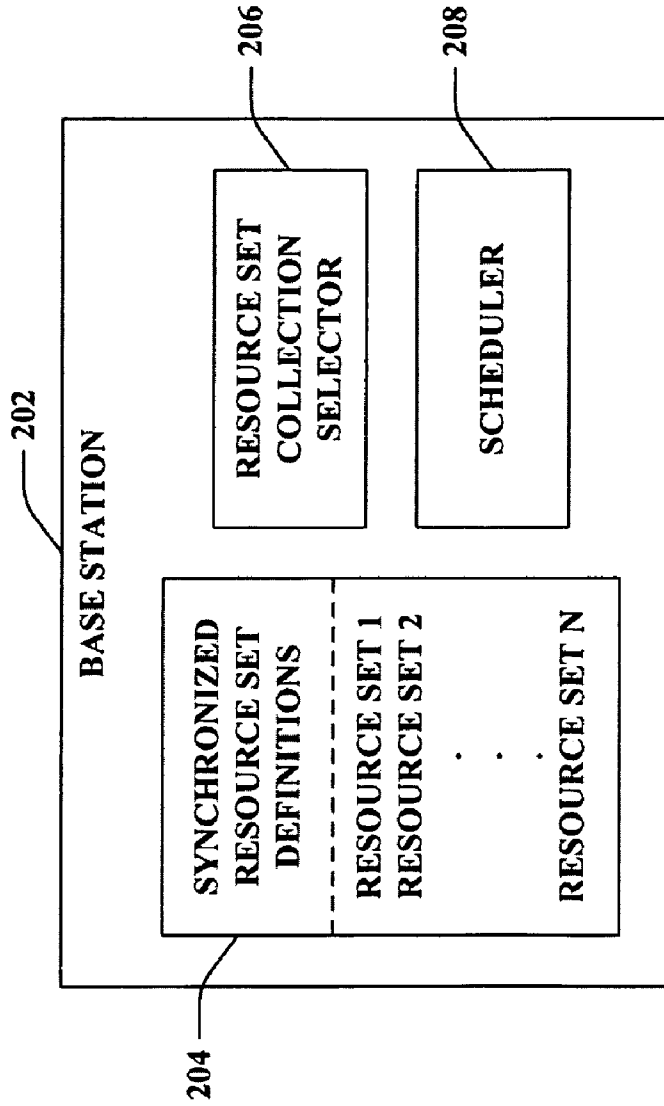 202
BASE STATION
204
SYNCHRONIZED
RESOURCE SET
DEFINITIONS
RESOURCE SET 1
RESOURCE SET 2
. . .
RESOURCE SET N
RESOURCE SET
COLLECTION
SELECTOR
206
SCHEDULER
208